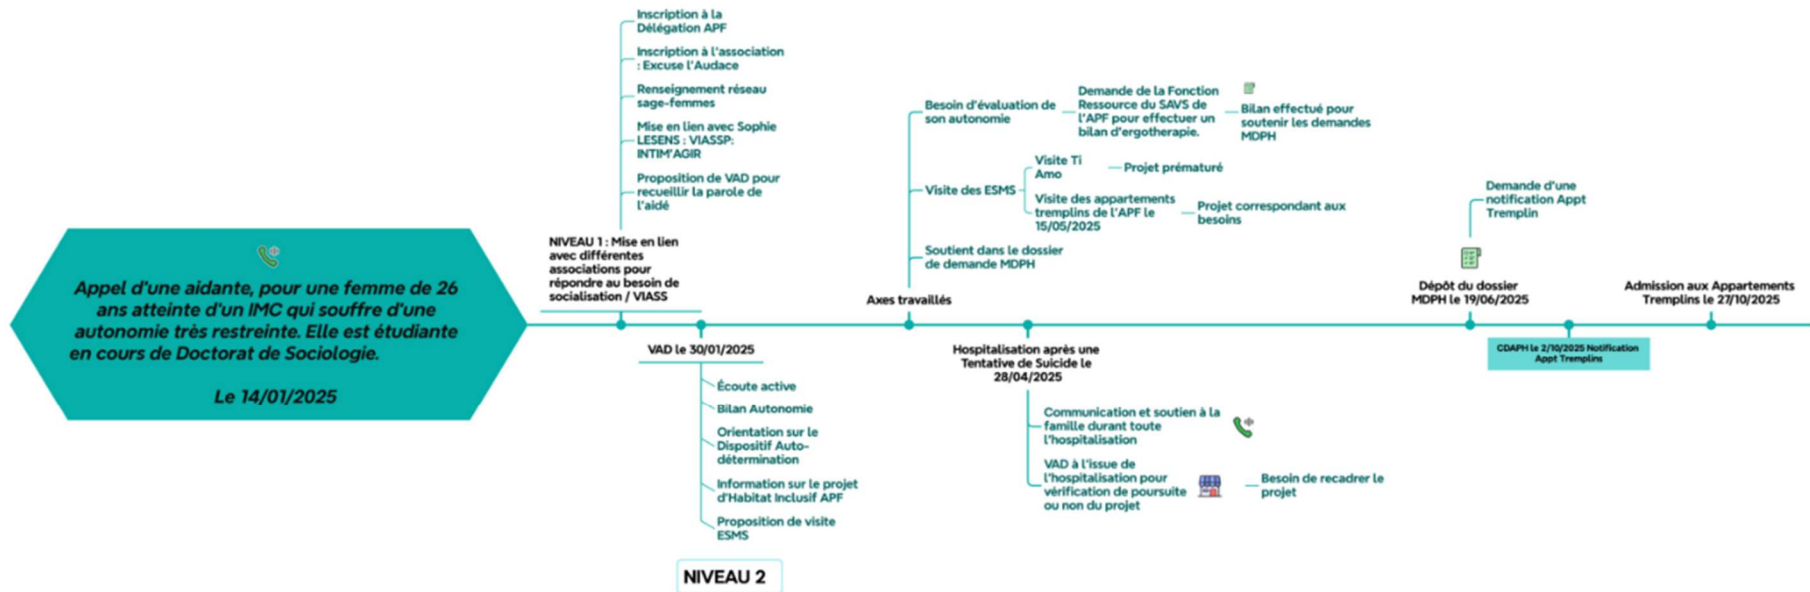 Appel d'une aidante, pour une femme de 26
ans atteinte d'un IMC qui souffre d'une
autonomie très restreinte. Elle est étudiante
en cours de Doctorat de Sociologie.
Le 14/01/2025
Inscription à la
Délégation APF
Inscription à l'association
: Excuse l'Audace
Renseignement réseau
sage-femmes
Mise en lien avec Sophie
LESENS : VIASSP:
INTIM'AGIR
Proposition de VAD pour
recueillir la parole de
l'aidé
NIVEAU 1 : Mise en lien
avec différentes
associations pour
répondre au besoin de
socialisation / VIASS
VAD le 30/01/2025
Écoute active
Bilan Autonomie
Orientation sur le
Dispositif Auto-
détermination
Information sur le projet
d'Habitat Inclusif APF
Proposition de visite
ESMS
NIVEAU 2
Besoin d'évaluation de
son autonomie
Demande de la Fonction
Ressource du SAVS de
l'APF pour effectuer un
bilan d'ergotherapie.
Bilan effectué pour
soutenir les demandes
MDPH
Visite des ESMS
Visite Ti
Amo
Projet prématuré
Visite des appartements
tremplins de l'APF le
15/05/2025
Projet correspondant aux
besoins
Soutient dans le dossier
de demande MDPH
Axes travaillés
Hospitalisation après une
Tentative de Suicide le
28/04/2025
Communication et soutien à la
famille durant toute
l'hospitalisation
VAD à l'issue de
l'hospitalisation pour
vérification de poursuite
ou non du projet
Besoin de recadrer le
projet
Demande d'une
notification Appt
Tremplin
Dépôt du dossier
MDPH le 19/06/2025
CDAPH le 2/10/2025 Notification
Appt Tremplins
Admission aux Appartements
Tremplins le 27/10/2025